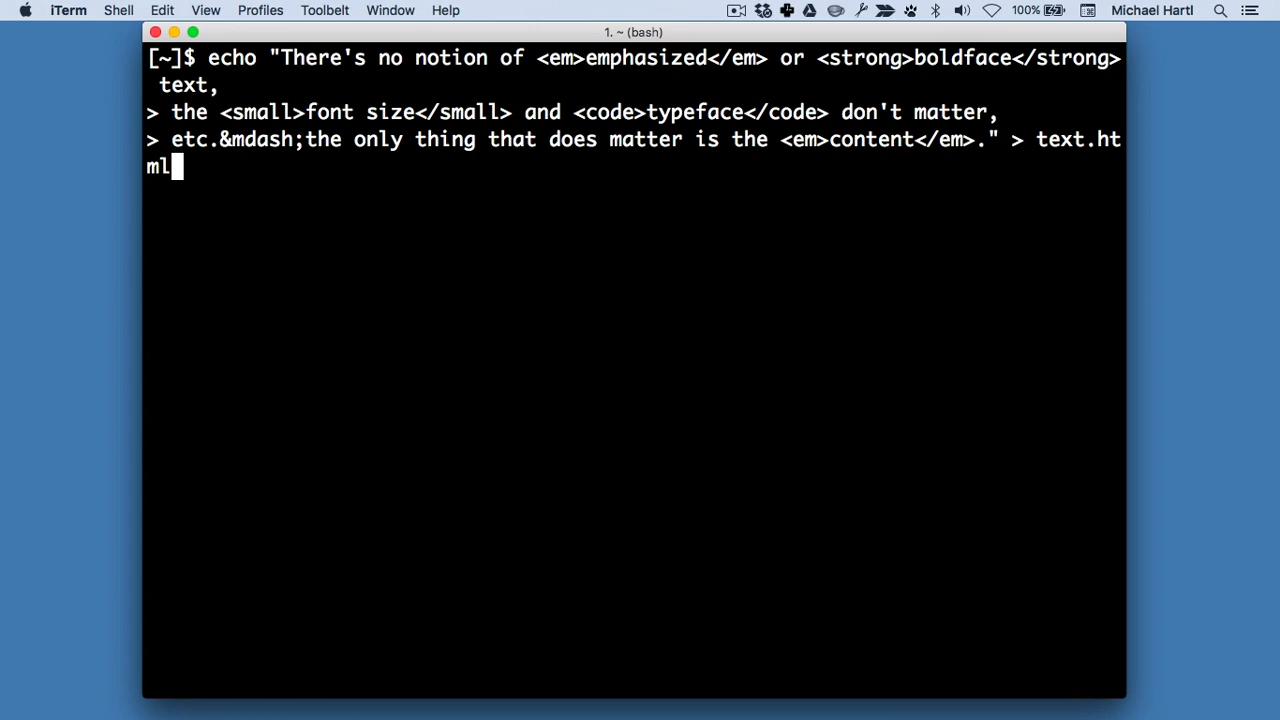 iTerm Shell Edit View Profiles Toolbelt Window Help 100% Michael Hartl
1. ~ (bash)
[~]$ echo "There's no notion of <em>emphasized</em> or <strong>boldface</strong>
text,
> the <small>font size</small> and <code>typeface</code> don't matter,
> etc.&mdash;the only thing that does matter is the <em>content</em>." > text.ht
ml